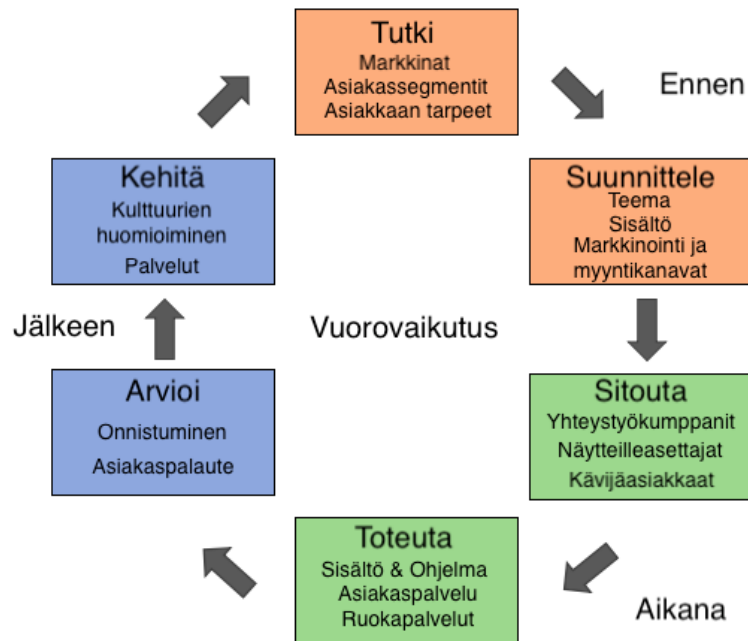 Tutki
Markkinat
Asiakassegmentit
Asiakkaan tarpeet
Ennen
Suunnittele
Teema
Sisältö
Markkinointi ja
myyntikanavat
Sitouta
Yhteystyökumppanit
Näytteilleasettajat
Kävijäasiakkaat
Aikana
Toteuta
Sisältö & Ohjelma
Asiakaspalvelu
Ruokapalvelut
Arvioi
Onnistuminen
Asiakaspalaute
Jälkeen
Kehitä
Kulttuurien
huomioiminen
Palvelut
Vuorovaikutus